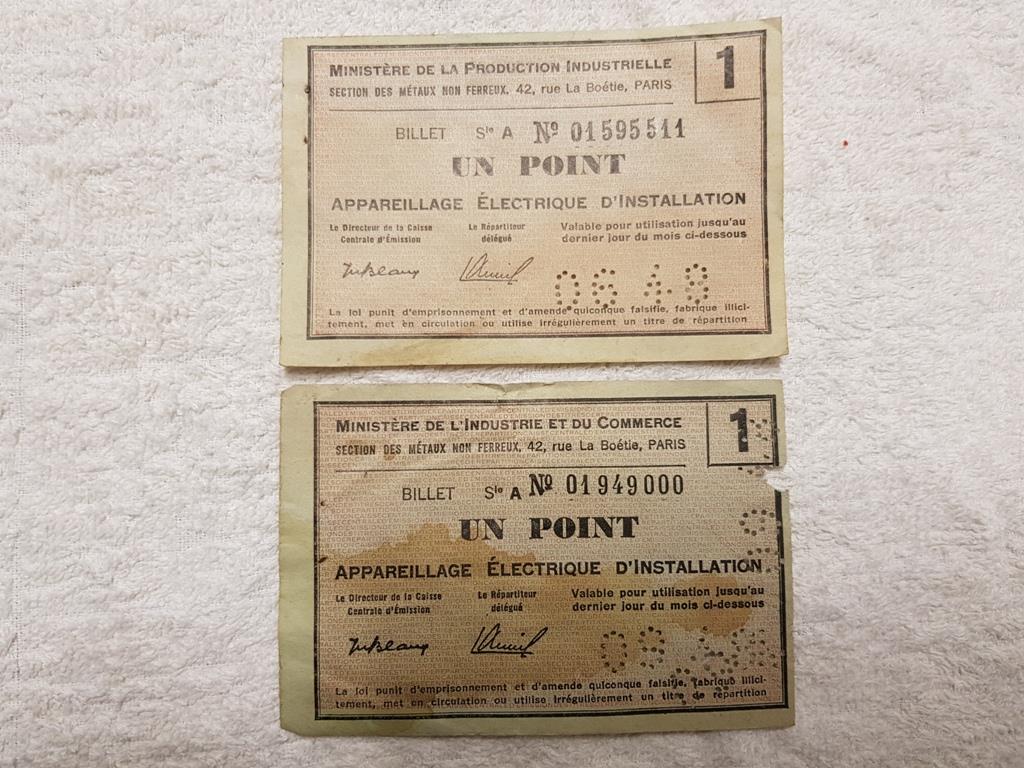 MINISTÈRE DE LA PRODUCTION INDUSTRIELLE
1
SECTION DES MÉTAUX NON FERREUX, 42, rue La Boétie, PARIS
BILLET Sie A Nº 01595511
UN POINT
APPAREILLAGE ÉLECTRIQUE D'INSTALLATION
Le Directeur de la Caisse
Centrale d'Émission
Le Répartiteur
délégué
Valable pour utilisation jusqu'au
dernier jour du mois ci-dessous
06 48
La loi punit d'emprisonnement et d'amende quiconque falsifie, fabrique illici-
tement, met en circulation ou utilise irrégulièrement un titre de répartition
MINISTÈRE DE L'INDUSTRIE ET DU COMMERCE
1
SECTION DES MÉTAUX NON FERREUX, 42, rue La Boétie, PARIS
BILLET Sie A Nº 01949000
UN POINT
APPAREILLAGE ÉLECTRIQUE D'INSTALLATION
Le Directeur de la Caisse
Centrale d'Émission
Le Répartiteur
délégué
Valable pour utilisation jusqu'au
dernier jour du mois ci-dessous
La loi punit d'emprisonnement et d'amende quiconque falsifie, fabrique illici-
tement, met en circulation ou utilise irrégulièrement un titre de répartition